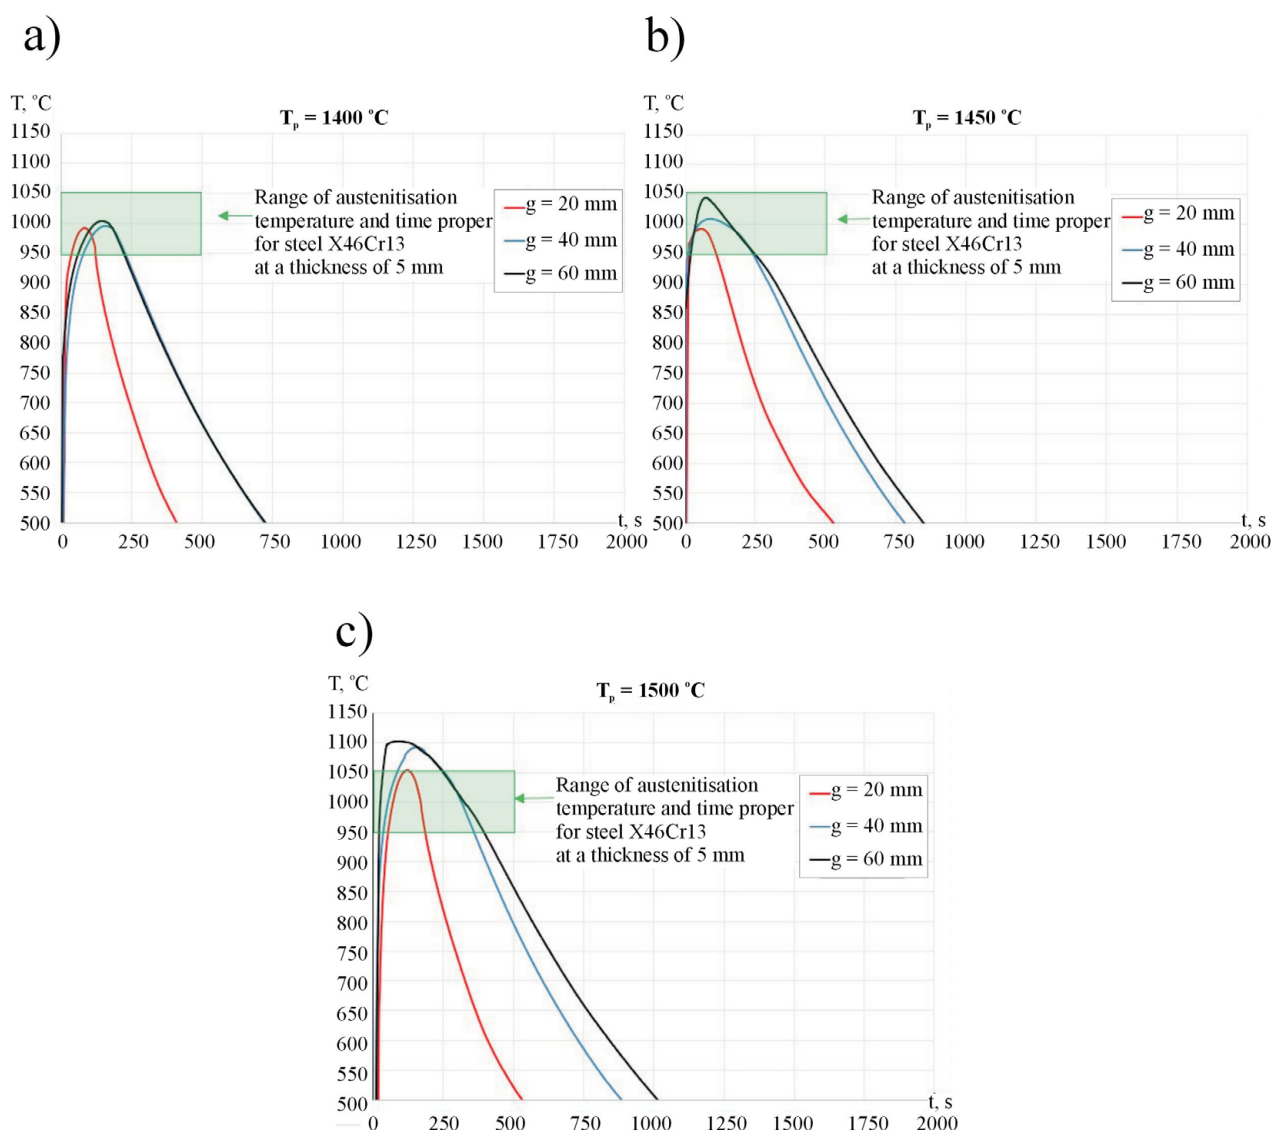 a)
T, °C
Tp = 1400 °C
1150
1100
1050
1000
950
900
850
800
750
700
650
600
550
500
Range of austenitisation
temperature and time proper
for steel X46Cr13
at a thickness of 5 mm
g = 20 mm
g = 40 mm
g = 60 mm
t, s
0 250 500 750 1000 1250 1500 1750 2000
b)
T, °C
Tp = 1450 °C
1150
1100
1050
1000
950
900
850
800
750
700
650
600
550
500
Range of austenitisation
temperature and time proper
for steel X46Cr13
at a thickness of 5 mm
g = 20 mm
g = 40 mm
g = 60 mm
t, s
0 250 500 750 1000 1250 1500 1750 2000
c)
T, °C
Tp = 1500 °C
1150
1100
1050
1000
950
900
850
800
750
700
650
600
550
500
Range of austenitisation
temperature and time proper
for steel X46Cr13
at a thickness of 5 mm
g = 20 mm
g = 40 mm
g = 60 mm
t, s
0 250 500 750 1000 1250 1500 1750 2000